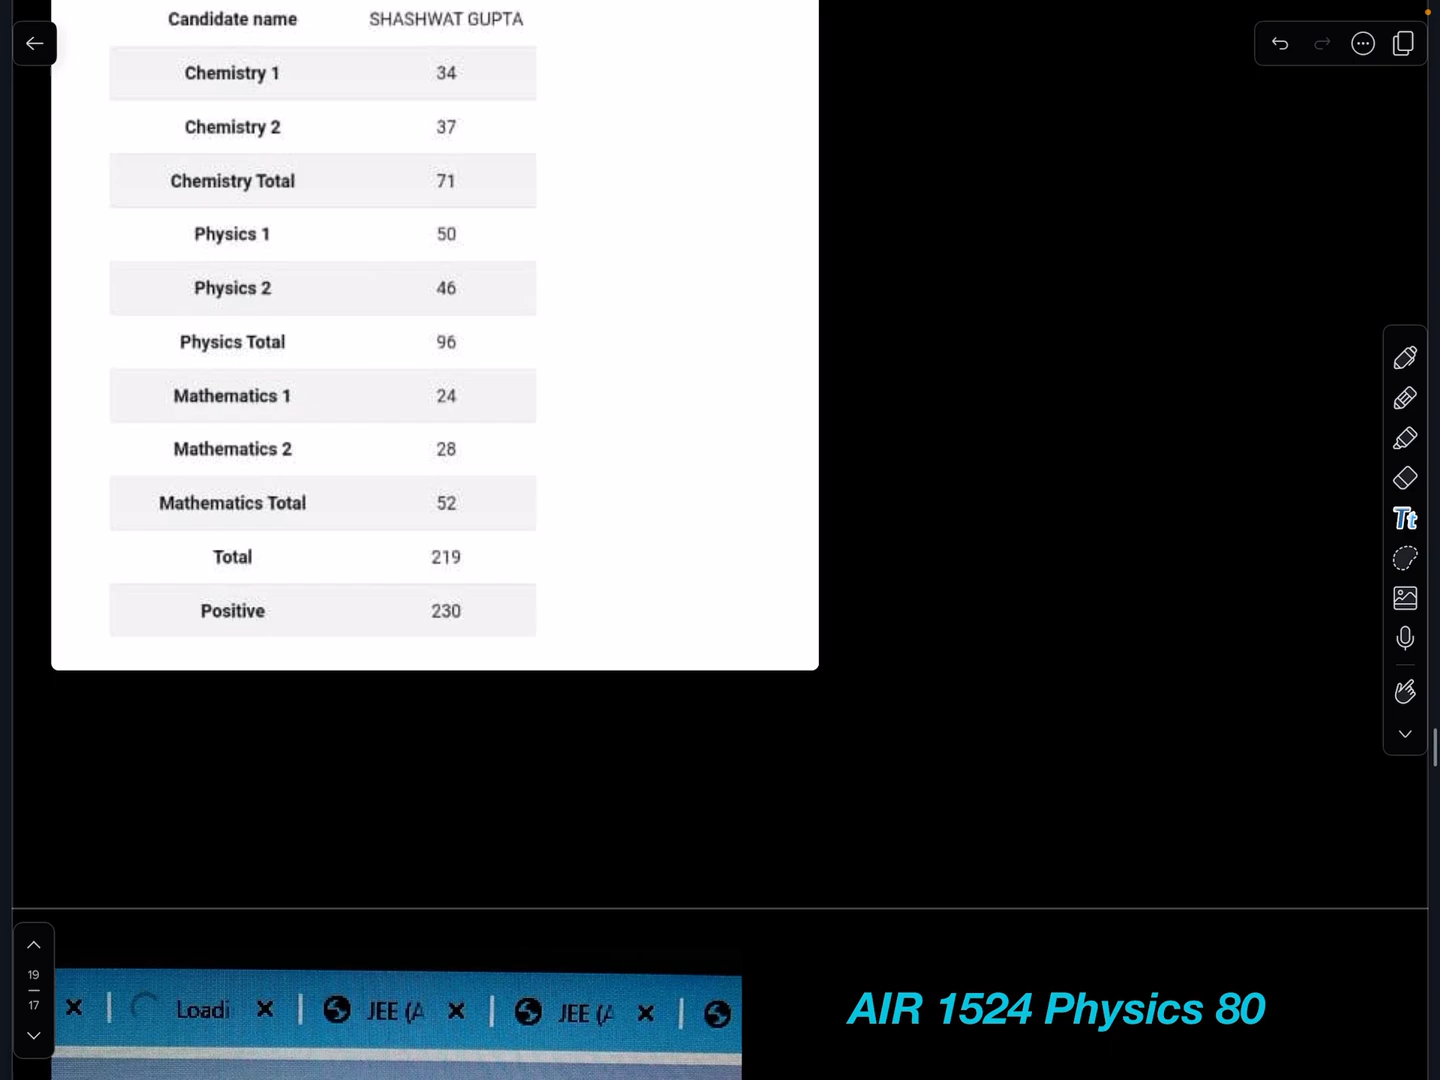 Candidate name SHASHWAT GUPTA
Chemistry 1 34
Chemistry 2 37
Chemistry Total 71
Physics 1 50
Physics 2 46
Physics Total 96
Mathematics 1 24
Mathematics 2 28
Mathematics Total 52
Total 219
Positive 230
Tt
19
17
Loadi
JEE (A
JEE (A
AIR 1524 Physics 80